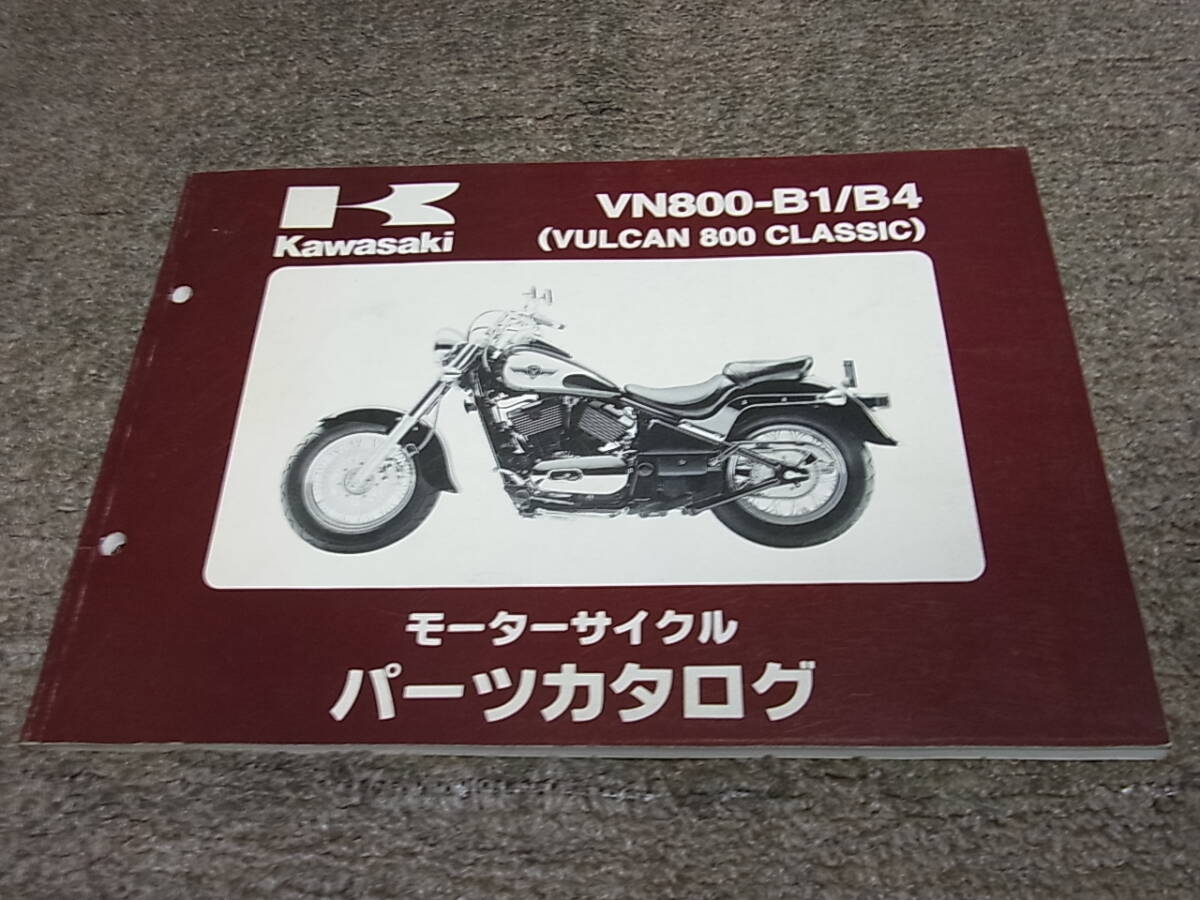 Kawasaki
VN800-B1/B4
(VULCAN 800 CLASSIC)
モーターサイクル
パーツカタログ